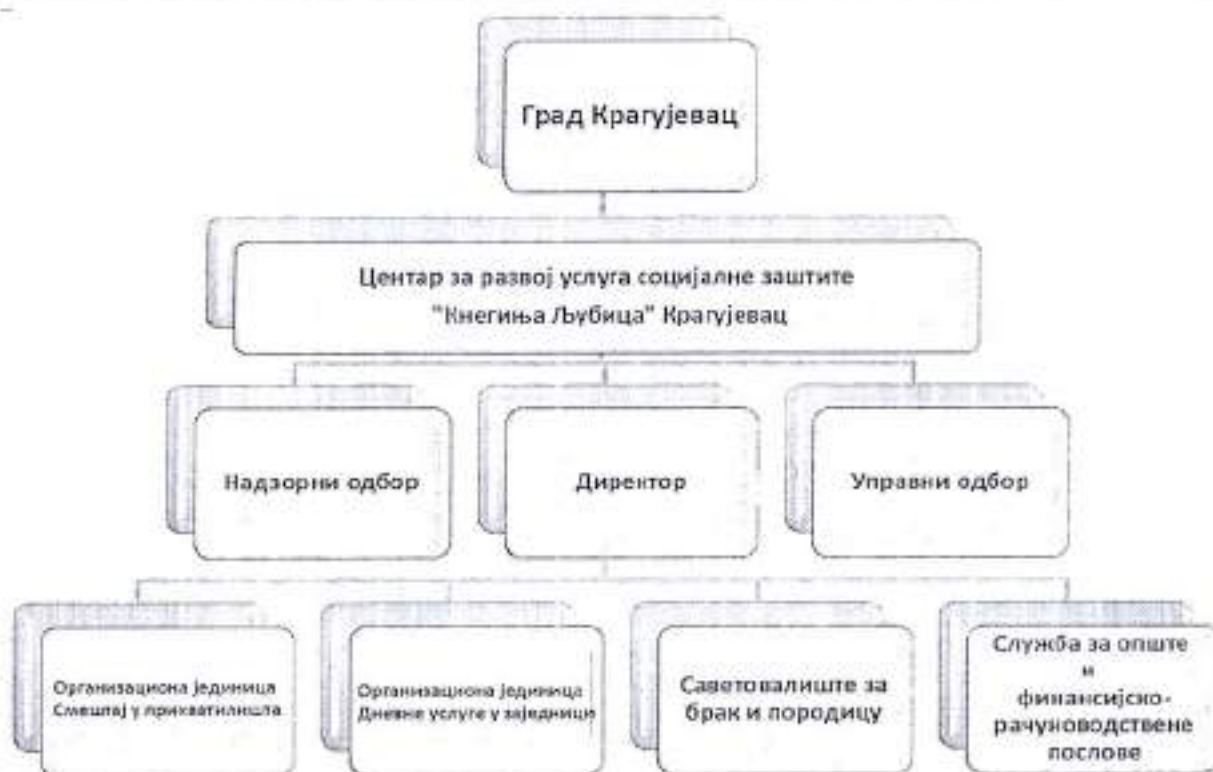 Град Крагујевац
Центар за развој услуга социјалне заштите
"Кнегиња Љубица" Крагујевац
Надзорни одбор
Директор
Управни одбор
Организациона јединица
Смештај у прихватилишта
Организациона јединица
Дневне услуге у заједници
Саветовалиште за
брак и породицу
Служба за опште
и
финансијско-
рачуноводствене
послове